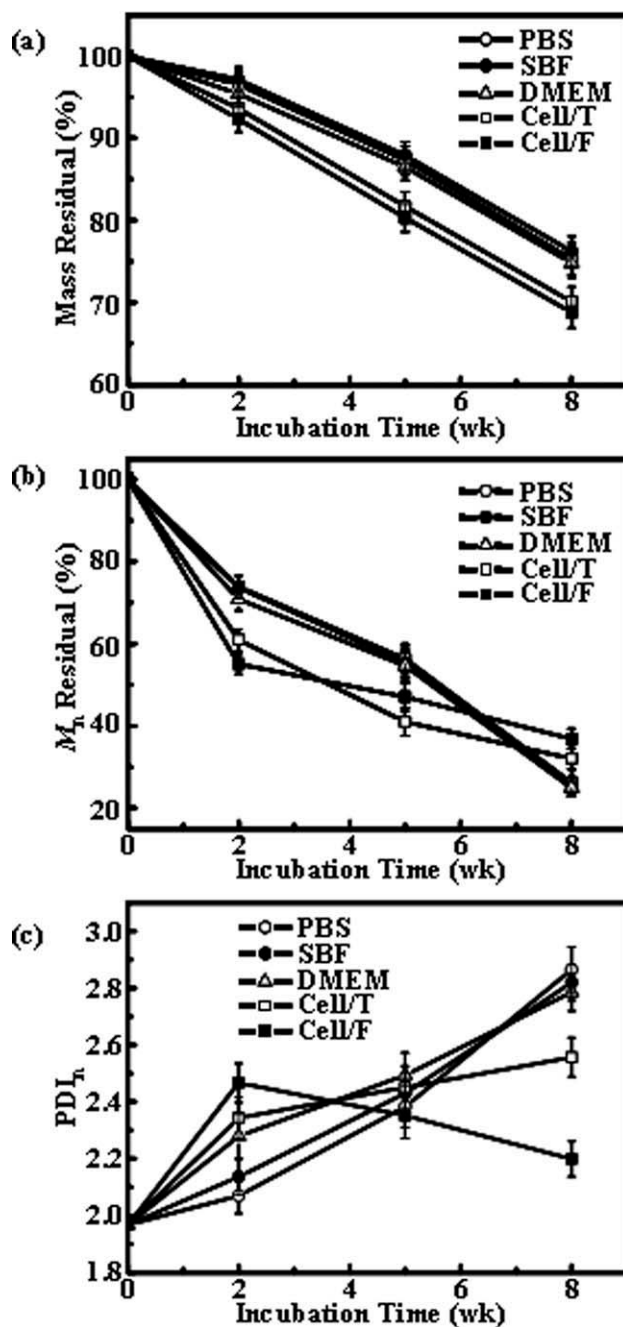 (a)
PBS
SBF
DMEM
Cell/T
Cell/F
100
90
80
70
60
Mass Residual (%)
0 2 4 6 8
Incubation Time (wk)
(b)
PBS
SBF
DMEM
Cell/T
Cell/F
100
80
60
40
20
Mn Residual (%)
0 2 4 6 8
Incubation Time (wk)
(c)
PBS
SBF
DMEM
Cell/T
Cell/F
3.0
2.8
2.6
2.4
2.2
2.0
1.8
PDIn
0 2 4 6 8
Incubation Time (wk)